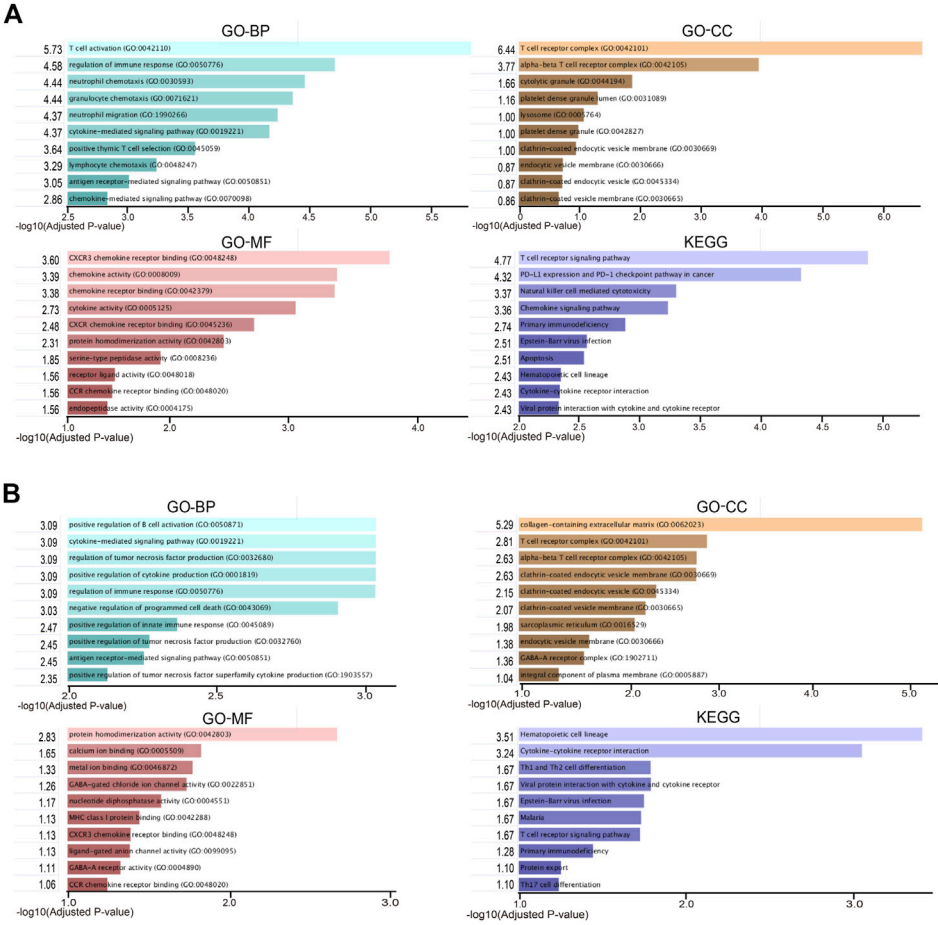 A
GO-BP
5.73 T cell activation (GO:0042110)
4.58 regulation of immune response (GO:0050776)
4.44 neutrophil chemotaxis (GO:0030593)
4.44 granulocyte chemotaxis (GO:0071621)
4.37 neutrophil migration (GO:1990266)
4.37 cytokine-mediated signaling pathway (GO:0019221)
3.64 positive thymic T cell selection (GO:0045059)
3.29 lymphocyte chemotaxis (GO:0048247)
3.05 antigen receptor-mediated signaling pathway (GO:0050851)
2.86 chemokine-mediated signaling pathway (GO:0070098)
2.5 3.0 3.5 4.5 5.0 5.5
-log10(Adjusted P-value)
GO-CC
6.44 T cell receptor complex (GO:0042101)
3.77 alpha-beta T cell receptor complex (GO:0042105)
1.66 cytolytic granule (GO:0044194)
1.16 platelet dense granule lumen (GO:0031089)
1.00 lysosome (GO:0005764)
1.00 platelet dense granule (GO:0042827)
1.00 clathrin-coated endocytic vesicle membrane (GO:0030669)
0.87 endocytic vesicle membrane (GO:0030666)
0.87 clathrin-coated endocytic vesicle (GO:0045334)
0.86 clathrin-coated vesicle membrane (GO:0030665)
0 1.0 2.0 3.0 4.0 5.0 6.0
-log10(Adjusted P-value)
GO-MF
3.60 CXCR3 chemokine receptor binding (GO:0048248)
3.39 chemokine activity (GO:0008009)
3.38 chemokine receptor binding (GO:0042379)
2.73 cytokine activity (GO:0005125)
2.48 CXCR chemokine receptor binding (GO:0045236)
2.31 protein homodimerization activity (GO:0042803)
1.85 serine-type peptidase activity (GO:0008236)
1.56 receptor ligand activity (GO:0048018)
1.56 CCR chemokine receptor binding (GO:0048020)
1.56 endopeptidase activity (GO:0004175)
1.0 2.0 3.0 4.0
-log10(Adjusted P-value)
KEGG
4.77 T cell receptor signaling pathway
4.32 PD-L1 expression and PD-1 checkpoint pathway in cancer
3.37 Natural killer cell mediated cytotoxicity
3.36 Chemokine signaling pathway
2.74 Primary immunodeficiency
2.51 Epstein-Barr virus infection
2.51 Apoptosis
2.43 Hematopoietic cell lineage
2.43 Cytokine-cytokine receptor interaction
2.43 Viral protein interaction with cytokine and cytokine receptor
2.0 2.5 3.0 3.5 4.0 4.5 5.0
-log10(Adjusted P-value)
B
GO-BP
3.09 positive regulation of B cell activation (GO:0050871)
3.09 cytokine-mediated signaling pathway (GO:0019221)
3.09 regulation of tumor necrosis factor production (GO:0032680)
3.09 positive regulation of cytokine production (GO:0001819)
3.09 regulation of immune response (GO:0050776)
3.03 negative regulation of programmed cell death (GO:0043069)
2.47 positive regulation of innate immune response (GO:0045089)
2.45 positive regulation of tumor necrosis factor production (GO:0032760)
2.45 antigen receptor-mediated signaling pathway (GO:0050851)
2.35 positive regulation of tumor necrosis factor superfamily cytokine production (GO:1903557)
2.0 2.5 3.0
-log10(Adjusted P-value)
GO-CC
5.29 collagen-containing extracellular matrix (GO:0062023)
2.81 T cell receptor complex (GO:0042101)
2.63 alpha-beta T cell receptor complex (GO:0042105)
2.63 clathrin-coated endocytic vesicle membrane (GO:0030669)
2.15 clathrin-coated endocytic vesicle (GO:0045334)
2.07 clathrin-coated vesicle membrane (GO:0030665)
1.98 sarcoplasmic reticulum (GO:0016529)
1.38 endocytic vesicle membrane (GO:0030666)
1.36 GABA-A receptor complex (GO:1902711)
1.04 integral component of plasma membrane (GO:0005887)
1.0 2.0 3.0 4.0 5.0
-log10(Adjusted P-value)
GO-MF
2.83 protein homodimerization activity (GO:0042803)
1.65 calcium ion binding (GO:0005509)
1.33 metal ion binding (GO:0046872)
1.26 GABA-gated chloride ion channel activity (GO:0022851)
1.17 nucleotide diphosphatase activity (GO:0004551)
1.13 MHC class I protein binding (GO:0042288)
1.13 CXCR3 chemokine receptor binding (GO:0048248)
1.13 ligand-gated anion channel activity (GO:0099095)
1.11 GABA-A receptor activity (GO:0004890)
1.06 CCR chemokine receptor binding (GO:0048020)
1.0 2.0 3.0
-log10(Adjusted P-value)
KEGG
3.51 Hematopoietic cell lineage
3.24 Cytokine-cytokine receptor interaction
1.67 Th1 and Th2 cell differentiation
1.67 Viral protein interaction with cytokine and cytokine receptor
1.67 Epstein-Barr virus infection
1.67 Malaria
1.67 T cell receptor signaling pathway
1.28 Primary immunodeficiency
1.10 Protein export
1.10 Th17 cell differentiation
1.0 2.0 3.0
-log10(Adjusted P-value)